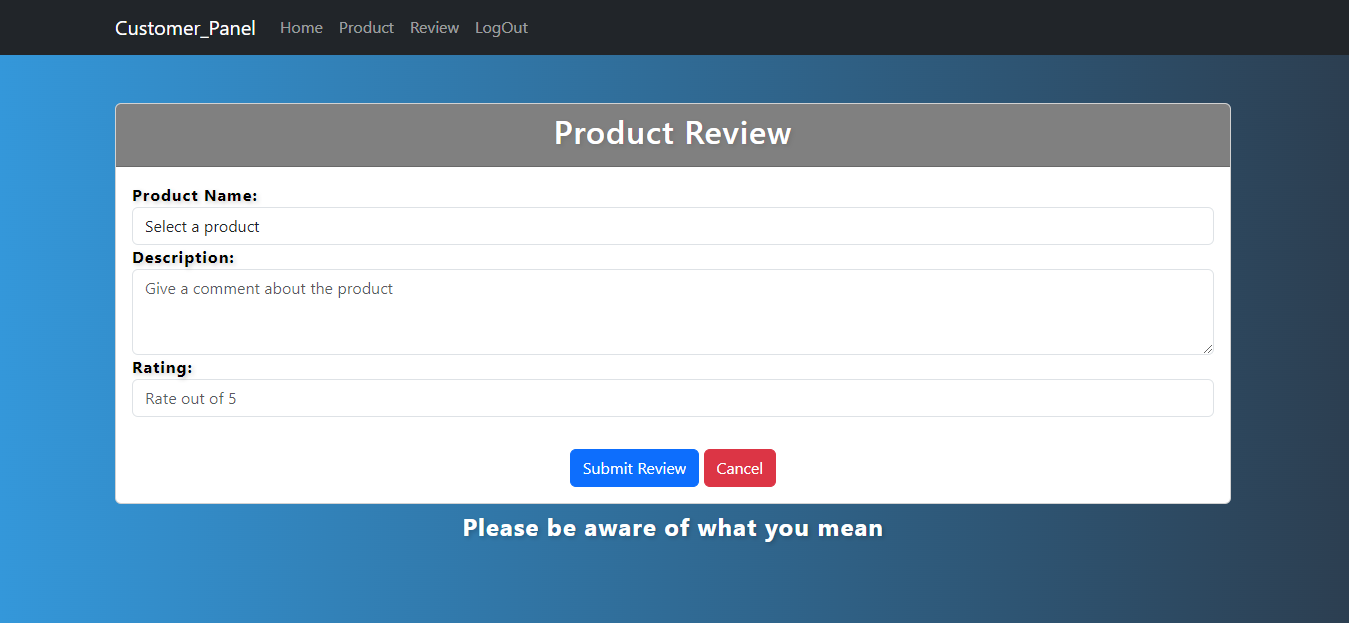 Customer_Panel Home Product Review LogOut
Product Review
Product Name:
Select a product
Description:
Give a comment about the product
Rating:
Rate out of 5
Submit Review Cancel
Please be aware of what you mean